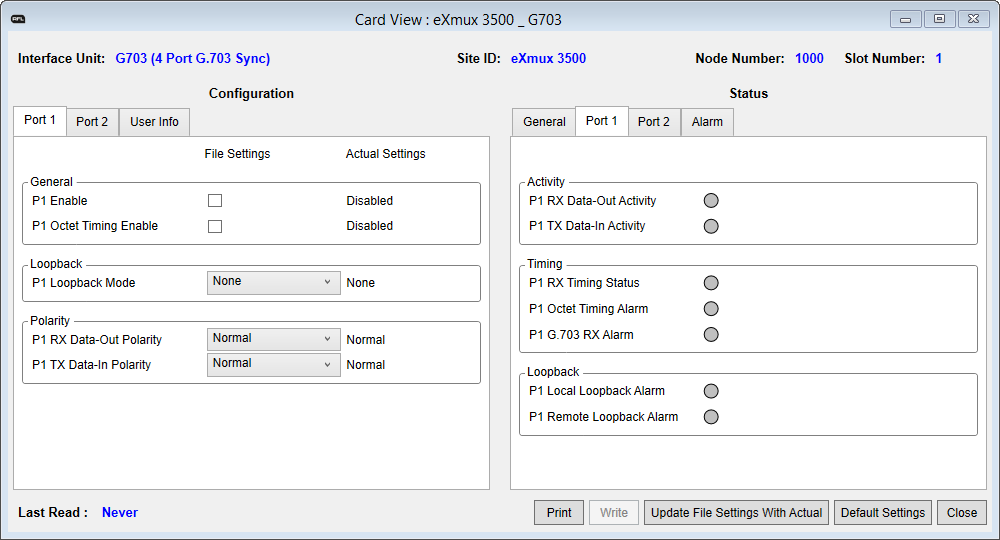 RFL
Card View : eXmux 3500 _ G703
Interface Unit: G703 (4 Port G.703 Sync) Site ID: eXmux 3500 Node Number: 1000 Slot Number: 1
Configuration
Port 1 Port 2 User Info
File Settings Actual Settings
General
P1 Enable Disabled
P1 Octet Timing Enable Disabled
Loopback
P1 Loopback Mode None None
Polarity
P1 RX Data-Out Polarity Normal Normal
P1 TX Data-In Polarity Normal Normal
Status
General Port 1 Port 2 Alarm
Activity
P1 RX Data-Out Activity
P1 TX Data-In Activity
Timing
P1 RX Timing Status
P1 Octet Timing Alarm
P1 G.703 RX Alarm
Loopback
P1 Local Loopback Alarm
P1 Remote Loopback Alarm
Last Read : Never
Print Write Update File Settings With Actual Default Settings Close